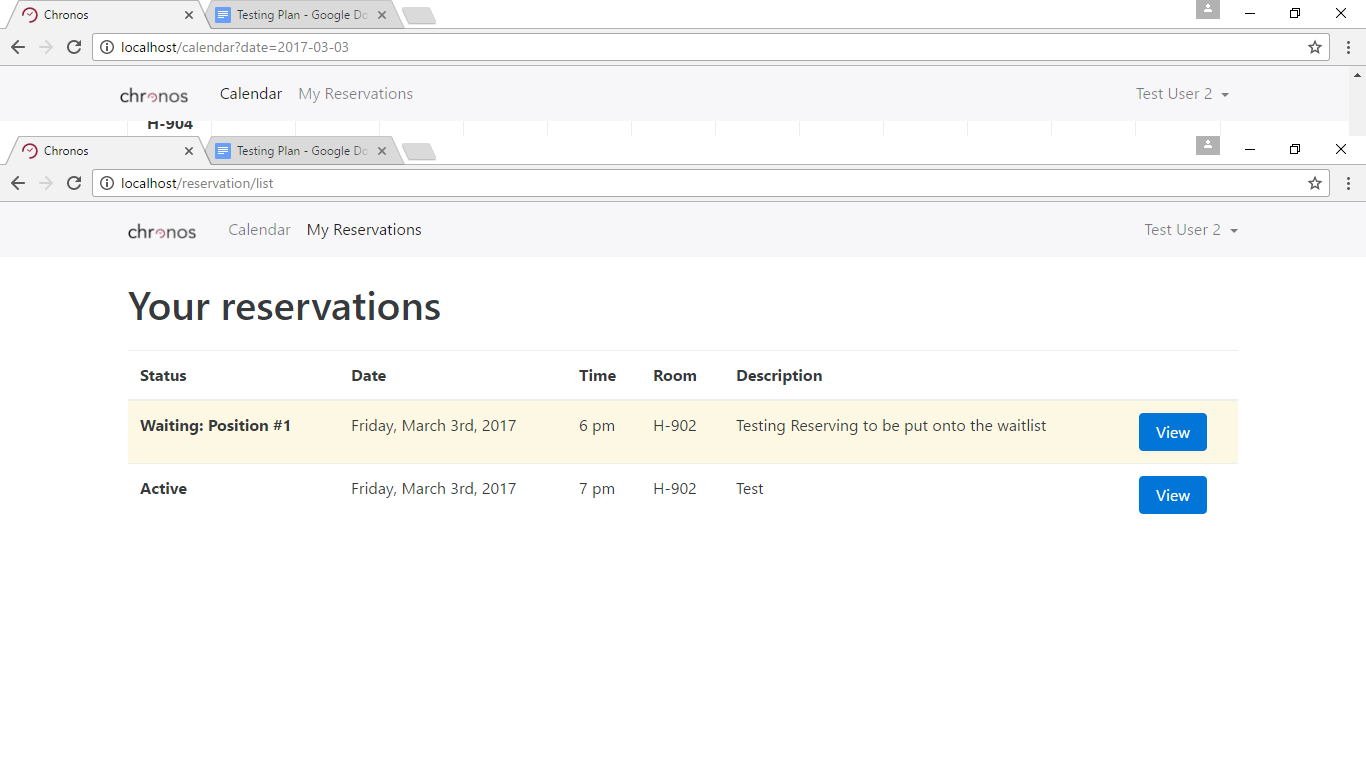 Chronos Testing Plan - Google Do
localhost/calendar?date=2017-03-03
chronos Calendar My Reservations Test User 2
H-904
Chronos Testing Plan - Google Do
localhost/reservation/list
chronos Calendar My Reservations Test User 2
Your reservations
Status Date Time Room Description
Waiting: Position #1 Friday, March 3rd, 2017 6 pm H-902 Testing Reserving to be put onto the waitlist View
Active Friday, March 3rd, 2017 7 pm H-902 Test View